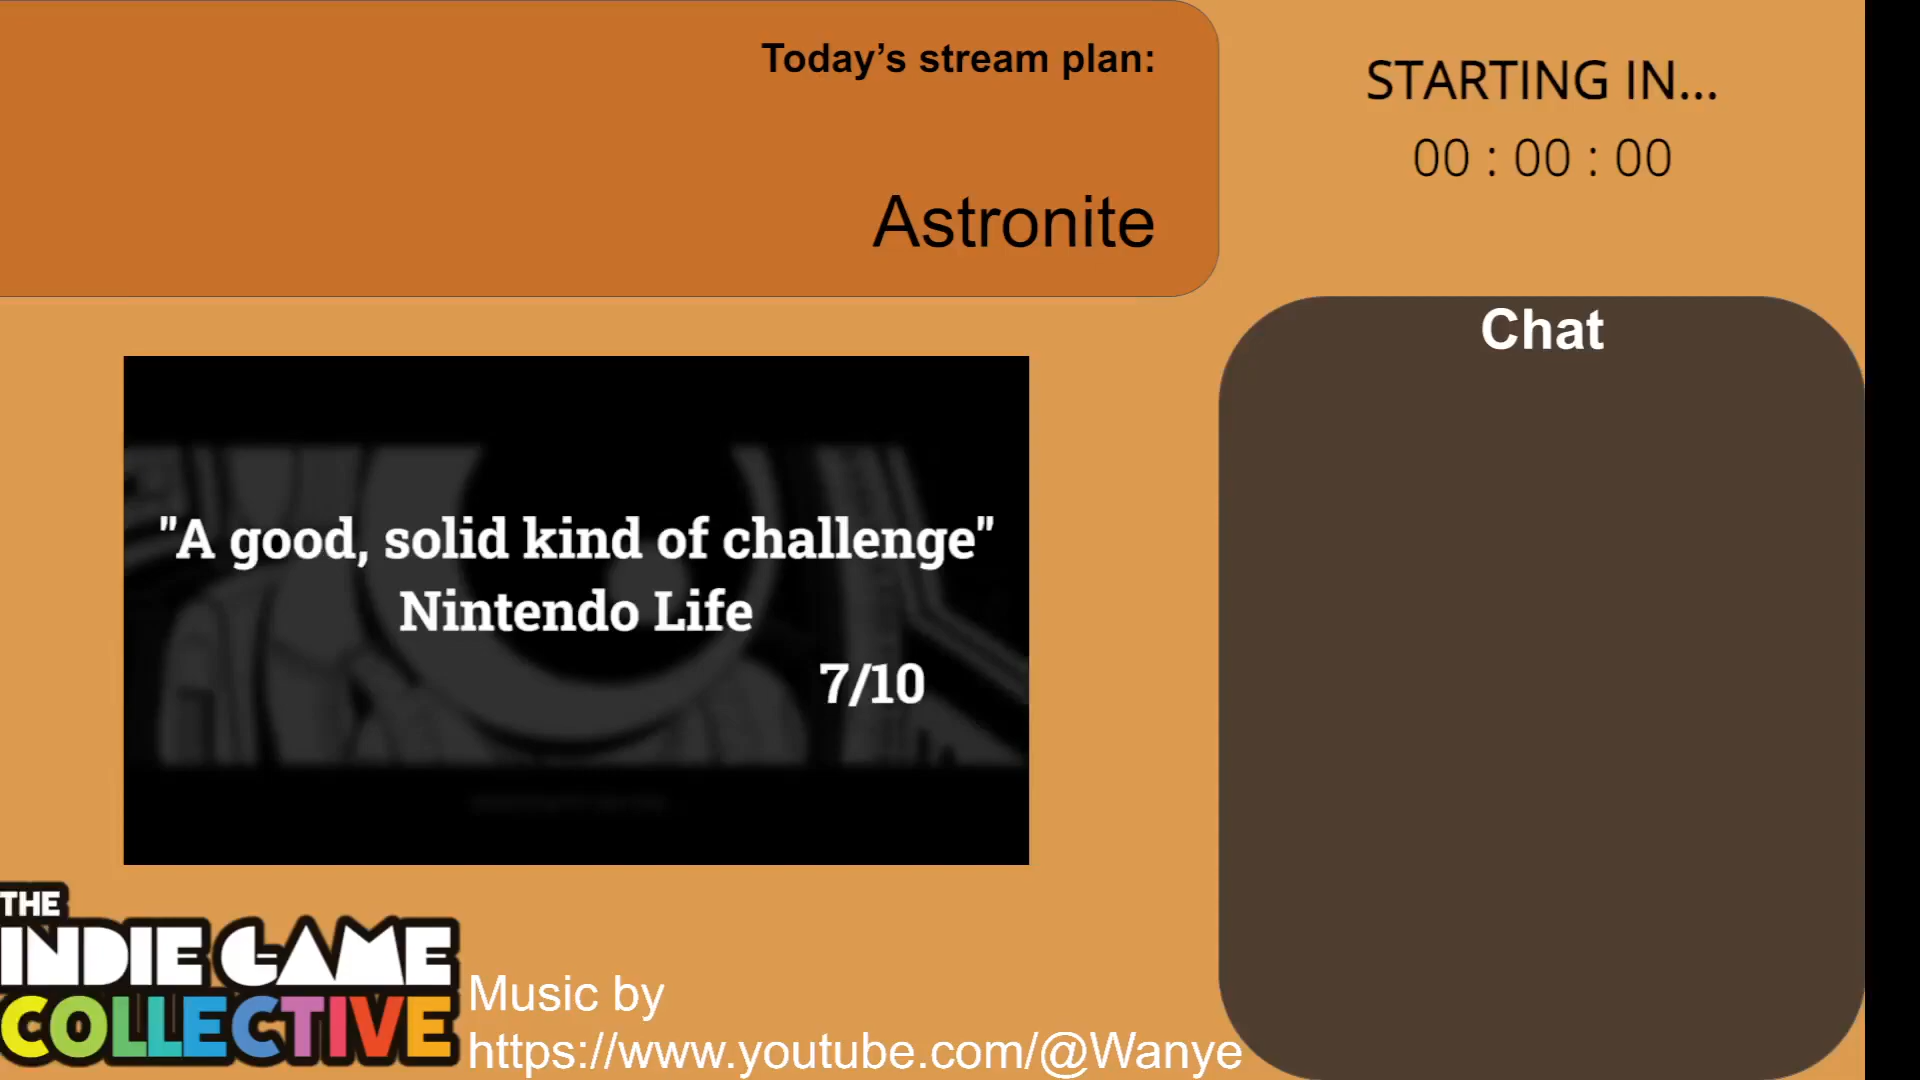 Today’s stream plan:
Astronite
STARTING IN...
00 : 00 : 00
Chat
"A good, solid kind of challenge"
Nintendo Life
7/10
THE
INDIE GAME
COLLECTIVE
Music by
https://www.youtube.com/@Wanye